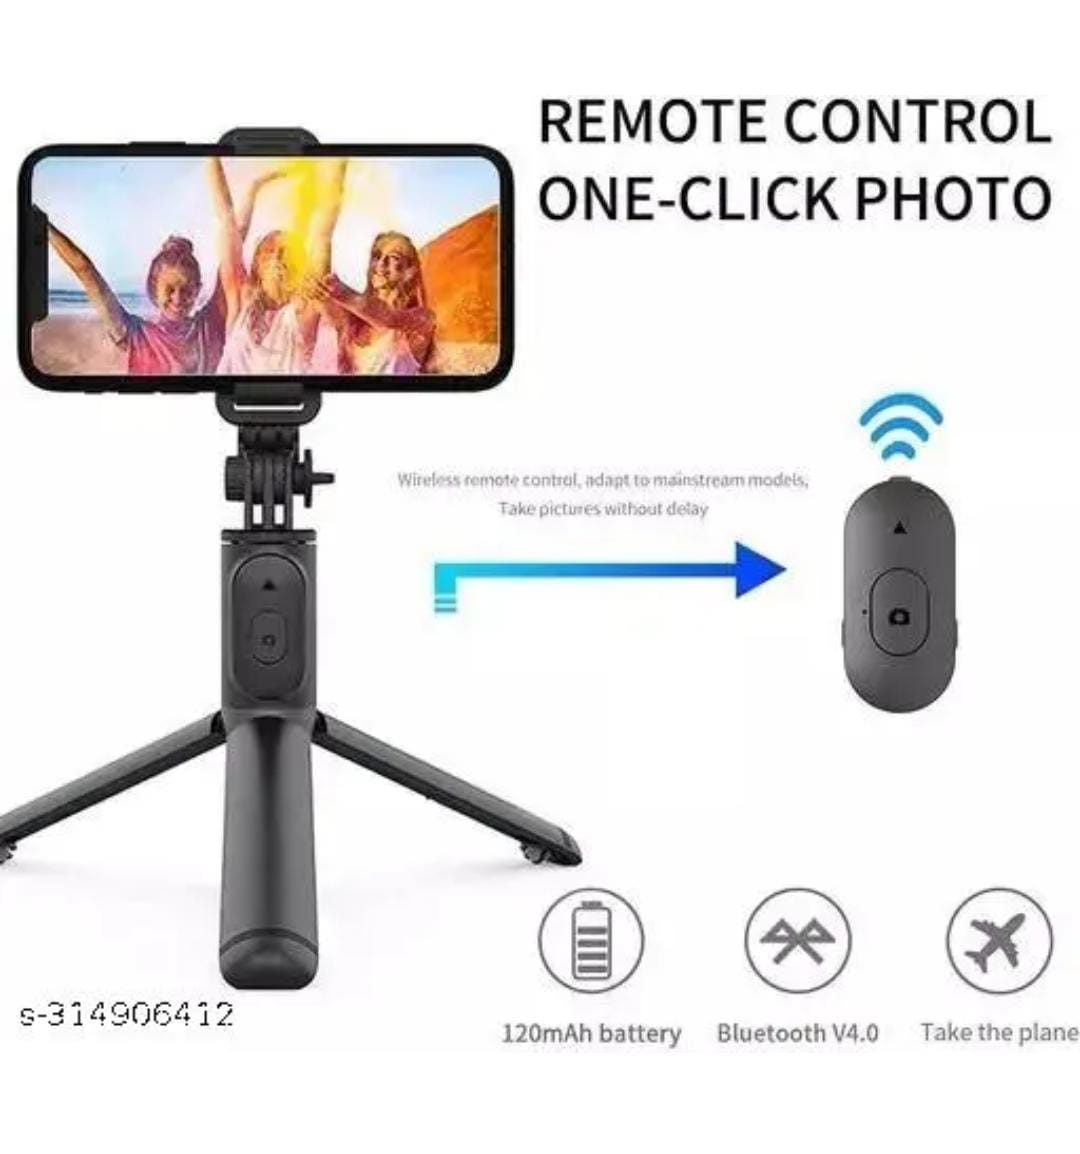 REMOTE CONTROL
ONE-CLICK PHOTO
Wireless remote control, adapt to mainstream models,
Take pictures without delay
s-314906412
120mAh battery
Bluetooth V4.0
Take the plane